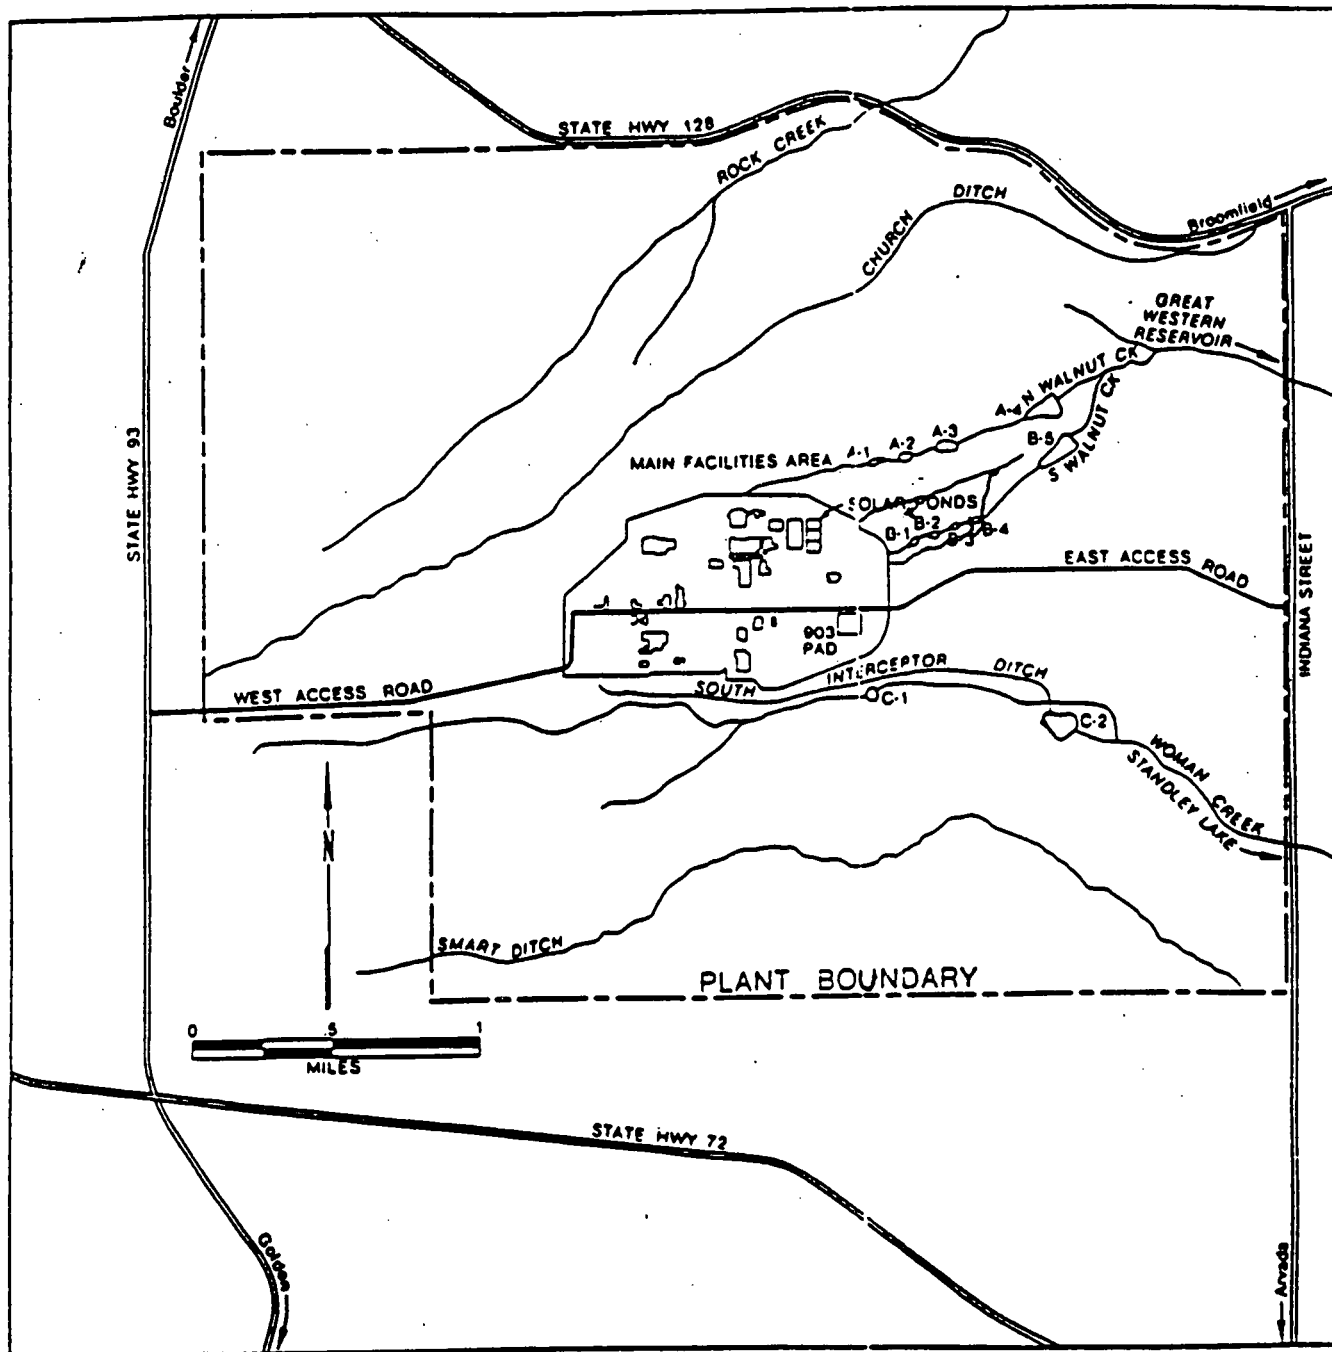 Boulder
STATE HWY 128
ROCK CREEK
DITCH
CHURCH
Broomfield
GREAT
WESTERN
RESERVOIR
N WALNUT CK
A-4
A-3
A-2
A-1
B-5
S WALNUT CK
MAIN FACILITIES AREA
STATE HWY 93
SOLAR PONDS
B-2
B-1
B-4
B-3
EAST ACCESS ROAD
INDIANA STREET
903
PAD
INTERCEPTOR DITCH
SOUTH
WEST ACCESS ROAD
C-1
C-2
WOMAN CREEK
STANDLEY LAKE
N
SMART DITCH
PLANT BOUNDARY
0 .5 1
MILES
STATE HWY 72
Golden
Arvada